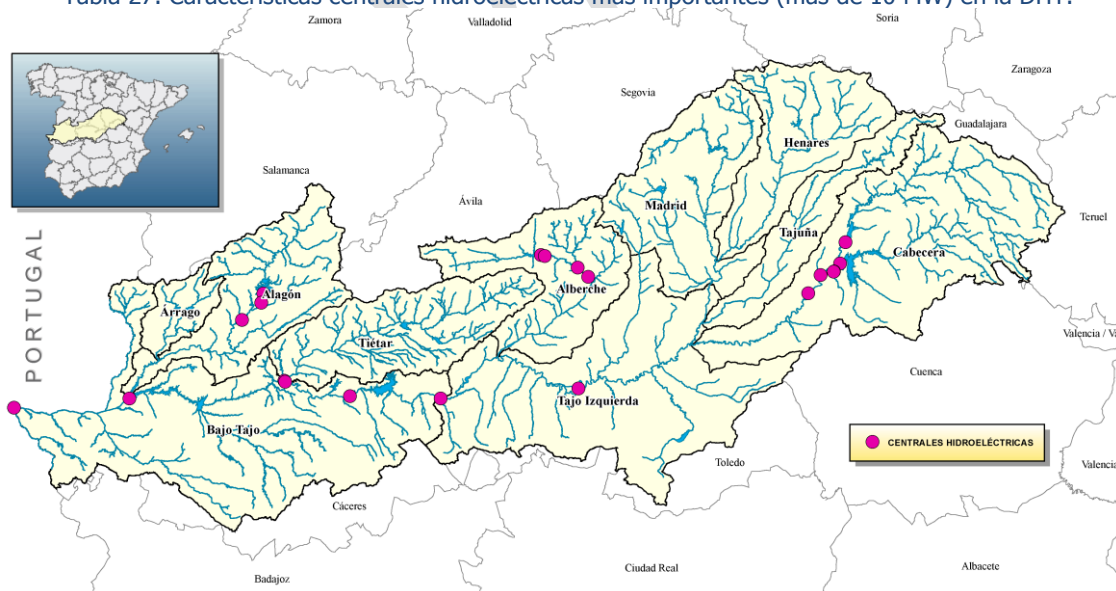 Tabla 27. Características centrales hidroeléctricas más importantes (más de 10 MW) en la DHT.
Zamora
Valladolid
Soria
Zaragoza
Segovia
Guadalajara
Henares
Salamanca
Ávila
Madrid
Teruel
Tajuña
Cabecera
PORTUGAL
Alagón
Alberche
Árrago
Tiétar
Valencia / Va
Cuenca
Tajo Izquierda
Bajo Tajo
CENTRALES HIDROELÉCTRICAS
Toledo
Valencia
Cáceres
Ciudad Real
Albacete
Badajoz